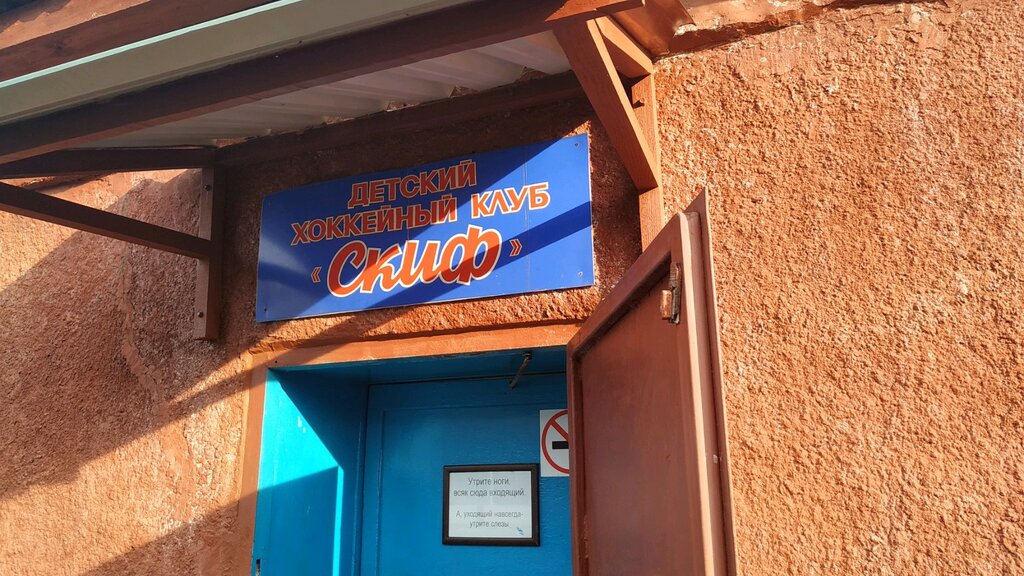 ДЕТСКИЙ
ХОККЕЙНЫЙ КЛУБ
«Скиф»
Утрите ноги,
всяк сюда входящий.
А, уходящий навсегда-
утрите слезы